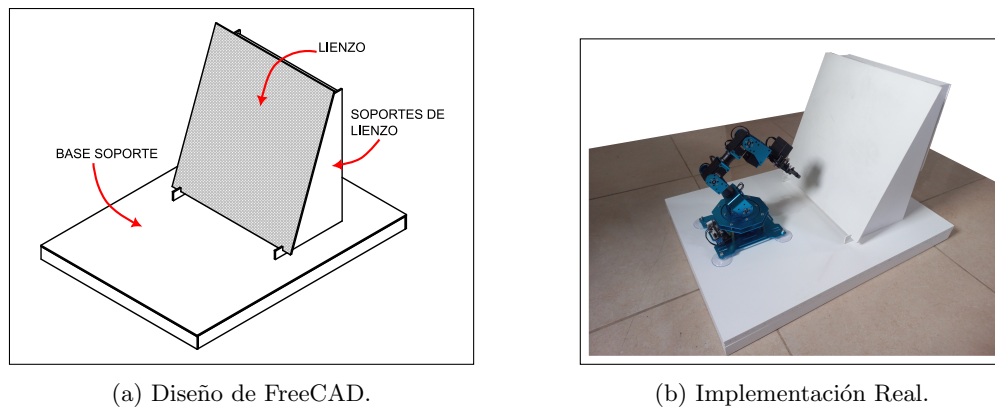 LIENZO
SOPORTES DE
LIENZO
BASE SOPORTE
(a) Diseño de FreeCAD.
(b) Implementación Real.